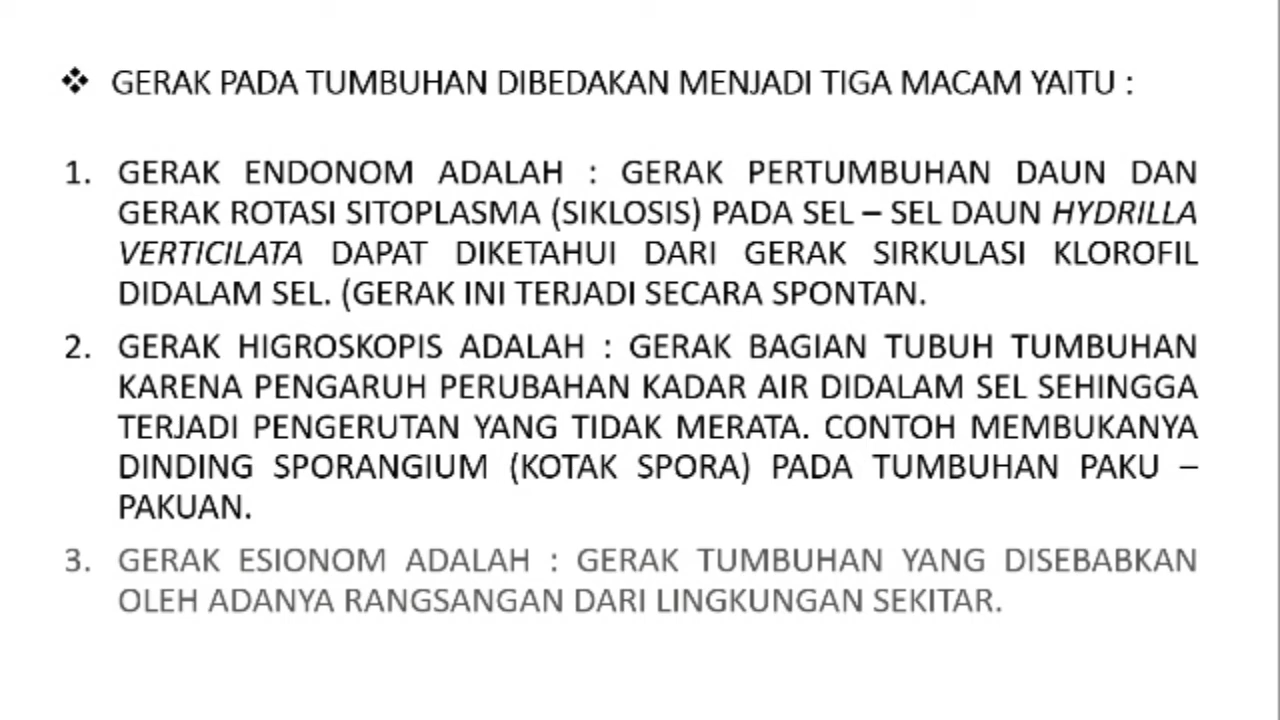 ❖ GERAK PADA TUMBUHAN DIBEDAKAN MENJADI TIGA MACAM YAITU :
1. GERAK ENDONOM ADALAH : GERAK PERTUMBUHAN DAUN DAN
GERAK ROTASI SITOPLASMA (SIKLOSIS) PADA SEL – SEL DAUN HYDRILLA
VERTICILATA DAPAT DIKETAHUI DARI GERAK SIRKULASI KLOROFIL
DIDALAM SEL. (GERAK INI TERJADI SECARA SPONTAN.
2. GERAK HIGROSKOPIS ADALAH : GERAK BAGIAN TUBUH TUMBUHAN
KARENA PENGARUH PERUBAHAN KADAR AIR DIDALAM SEL SEHINGGA
TERJADI PENGERUTAN YANG TIDAK MERATA. CONTOH MEMBUKANYA
DINDING SPORANGIUM (KOTAK SPORA) PADA TUMBUHAN PAKU –
PAKUAN.
3. GERAK ESIONOM ADALAH : GERAK TUMBUHAN YANG DISEBABKAN
OLEH ADANYA RANGSANGAN DARI LINGKUNGAN SEKITAR.